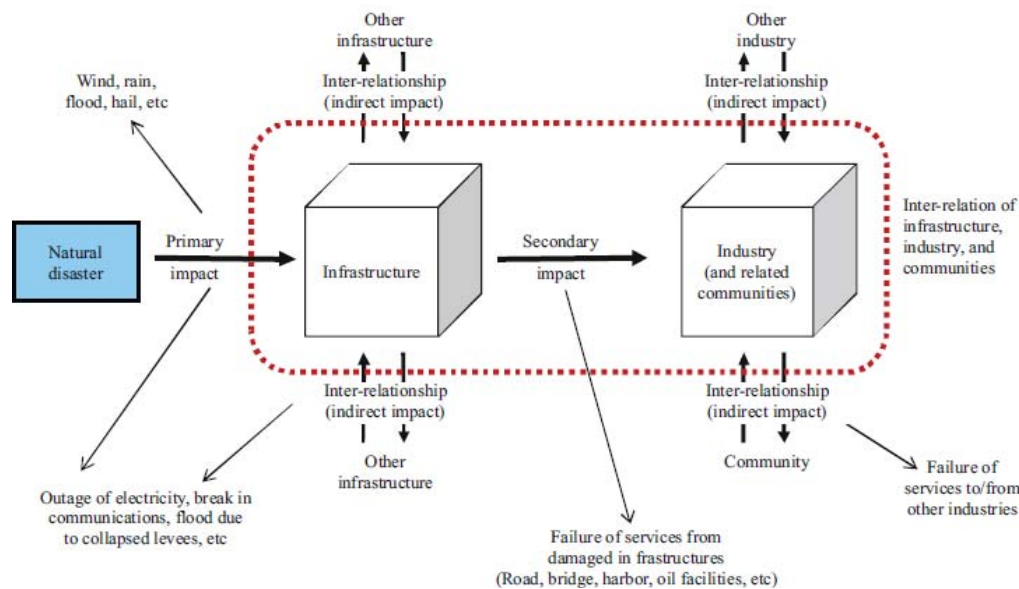 Other
infrastructure
Other
industry
Wind, rain,
flood, hail, etc
Inter-relationship
(indirect impact)
Inter-relationship
(indirect impact)
Natural
disaster
Primary
impact
Infrastructure
Secondary
impact
Industry
(and related
communities)
Inter-relation of
infrastructure,
industry, and
communities
Inter-relationship
(indirect impact)
Inter-relationship
(indirect impact)
Other
infrastructure
Community
Outage of electricity, break in
communications, flood due
to collapsed levees, etc
Failure of services from
damaged in frastructures
(Road, bridge, harbor, oil facilities, etc)
Failure of
services to/from
other industries